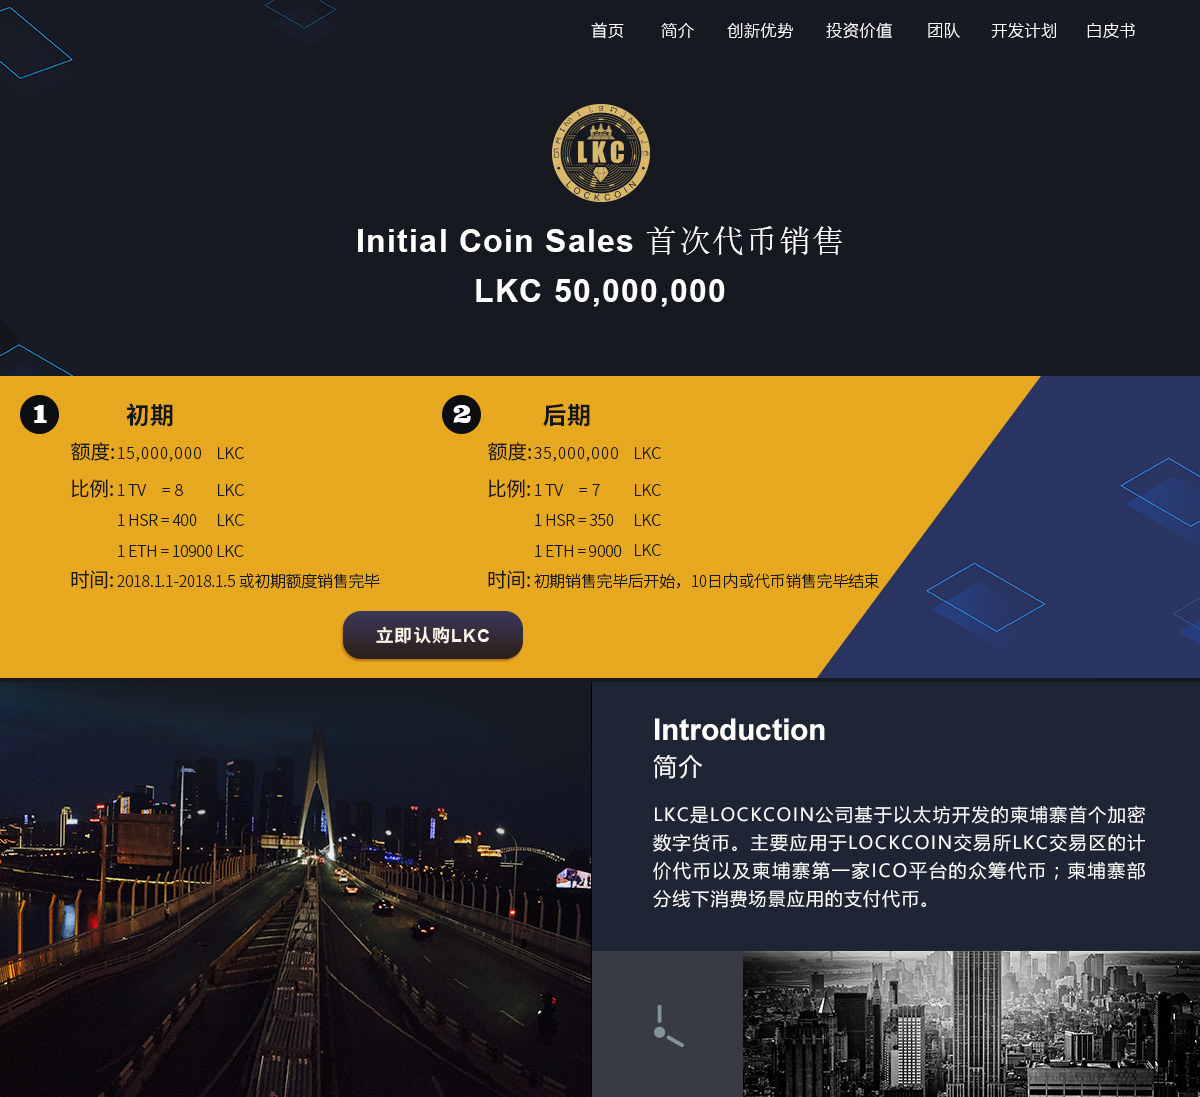 首页 简介 创新优势 投资价值 团队 开发计划 白皮书
LKC
LOCKCOIN
Initial Coin Sales 首次代币销售
LKC 50,000,000
1 初期
额度:15,000,000 LKC
比例: 1 TV = 8 LKC
1 HSR = 400 LKC
1 ETH = 10900 LKC
时间: 2018.1.1-2018.1.5 或初期额度销售完毕
2 后期
额度:35,000,000 LKC
比例: 1 TV = 7 LKC
1 HSR = 350 LKC
1 ETH = 9000 LKC
时间: 初期销售完毕后开始，10日内或代币销售完毕结束
立即认购LKC
Introduction
简介
LKC是LOCKCOIN公司基于以太坊开发的柬埔寨首个加密
数字货币。主要应用于LOCKCOIN交易所LKC交易区的计
价代币以及柬埔寨第一家ICO平台的众筹代币；柬埔寨部
分线下消费场景应用的支付代币。